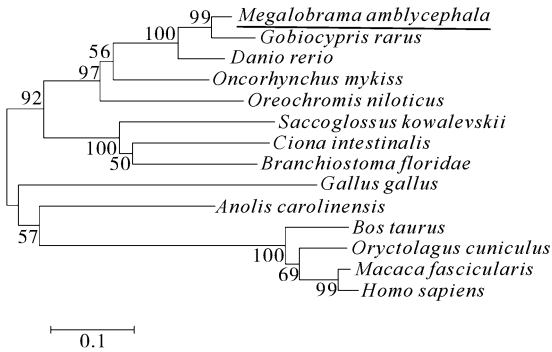 99 Megalobrama amblycephala
100 Gobiocypris rarus
56 Danio rerio
97 Oncorhynchus mykiss
92 Oreochromis niloticus
Saccoglossus kowalevskii
100 Ciona intestinalis
50 Branchiostoma floridae
Gallus gallus
Anolis carolinensis
57 Bos taurus
100 Oryctolagus cuniculus
69 Macaca fascicularis
99 Homo sapiens
0.1